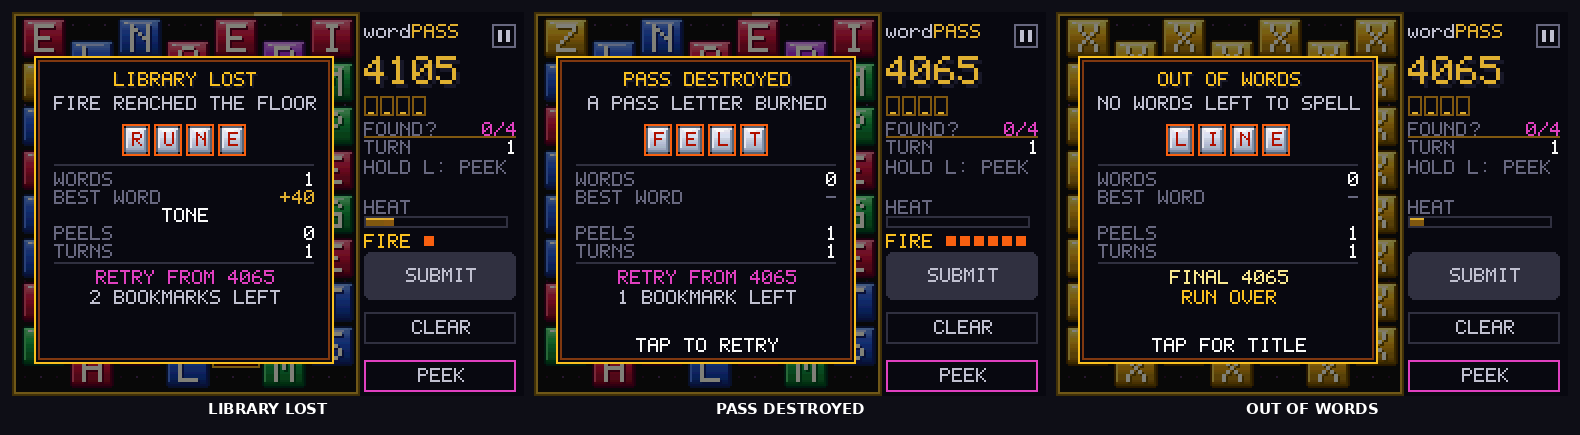 LIBRARY LOST
FIRE REACHED THE FLOOR
RUNE
WORDS 1
BEST WORD +40
TONE
PEELS 0
TURNS 1
RETRY FROM 4065
2 BOOKMARKS LEFT
wordPASS
4105
FOUND? 0/4
TURN 1
HOLD L: PEEK
HEAT
FIRE
SUBMIT
CLEAR
PEEK
LIBRARY LOST
PASS DESTROYED
A PASS LETTER BURNED
FELT
WORDS 0
BEST WORD -
PEELS 1
TURNS 1
RETRY FROM 4065
1 BOOKMARK LEFT
TAP TO RETRY
wordPASS
4065
FOUND? 0/4
TURN 1
HOLD L: PEEK
HEAT
FIRE
SUBMIT
CLEAR
PEEK
PASS DESTROYED
OUT OF WORDS
NO WORDS LEFT TO SPELL
LINE
WORDS 0
BEST WORD -
PEELS 1
TURNS 1
FINAL 4065
RUN OVER
TAP FOR TITLE
wordPASS
4065
FOUND? 0/4
TURN 1
HOLD L: PEEK
HEAT
SUBMIT
CLEAR
PEEK
OUT OF WORDS